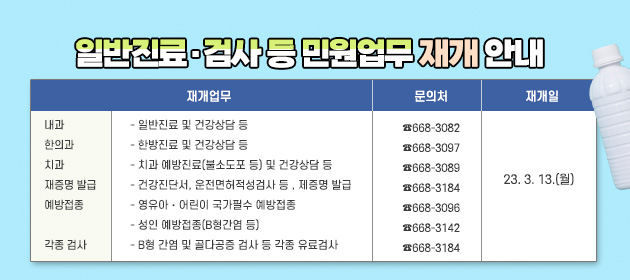 일반진료·검사 등 민원업무 재개 안내
재개업무 문의처 재개일
내과 - 일반진료 및 건강상담 등 ☎668-3082
한의과 - 한방진료 및 건강상담 등 ☎668-3097
치과 - 치과 예방진료(불소도포 등) 및 건강상담 등 ☎668-3089
재증명 발급 - 건강진단서, 운전면허적성검사 등 , 제증명 발급 ☎668-3184
23. 3. 13.(월)
예방접종 - 영유아·어린이 국가필수 예방접종 ☎668-3096
- 성인 예방접종(B형간염 등) ☎668-3142
각종 검사 - B형 간염 및 골다공증 검사 등 각종 유료검사 ☎668-3184